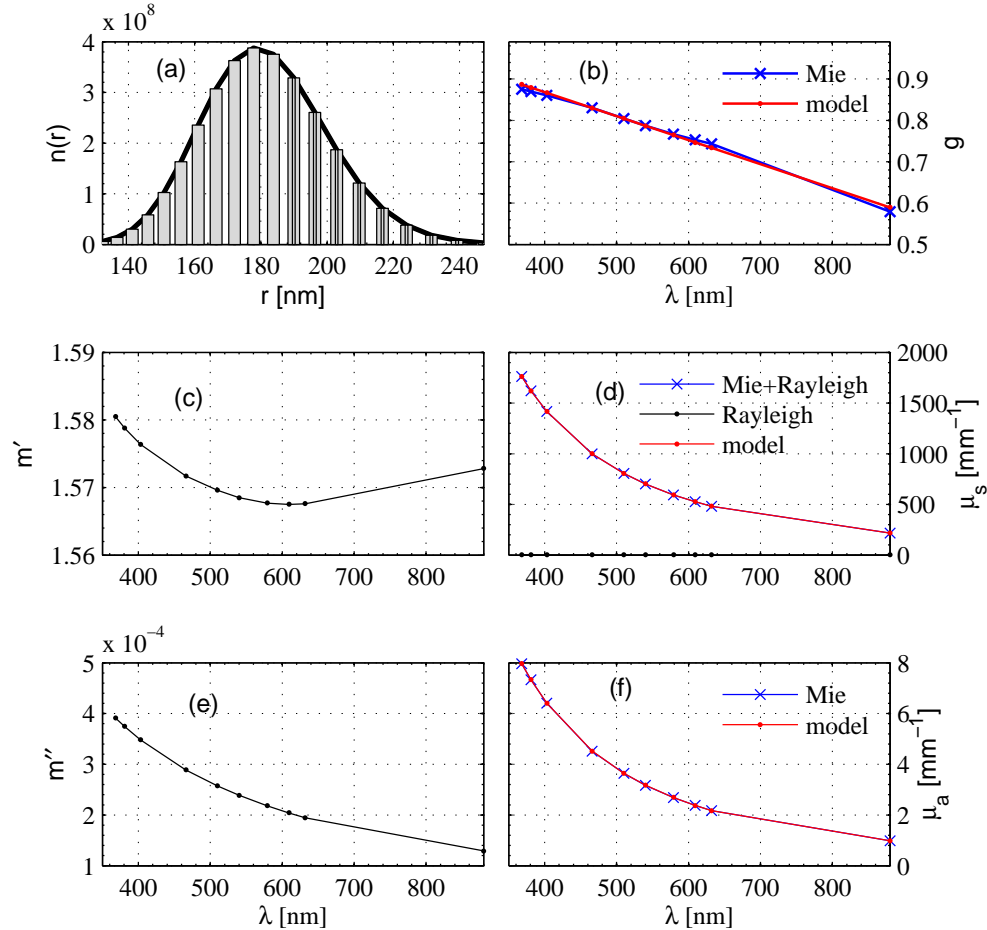 x 10⁸
4
3
2
1
0
n(r)
(a)
140 160 180 200 220 240
r [nm]
(b)
Mie
model
0.9
0.8
0.7
0.6
0.5
g
400 500 600 700 800
λ [nm]
1.59
1.58
1.57
1.56
m′
(c)
400 500 600 700 800
(d)
Mie+Rayleigh
Rayleigh
model
2000
1500
1000
500
0
μs [mm⁻¹]
400 500 600 700 800
x 10⁻⁴
5
4
3
2
1
m′′
(e)
400 500 600 700 800
λ [nm]
(f)
Mie
model
8
6
4
2
0
μa [mm⁻¹]
400 500 600 700 800
λ [nm]